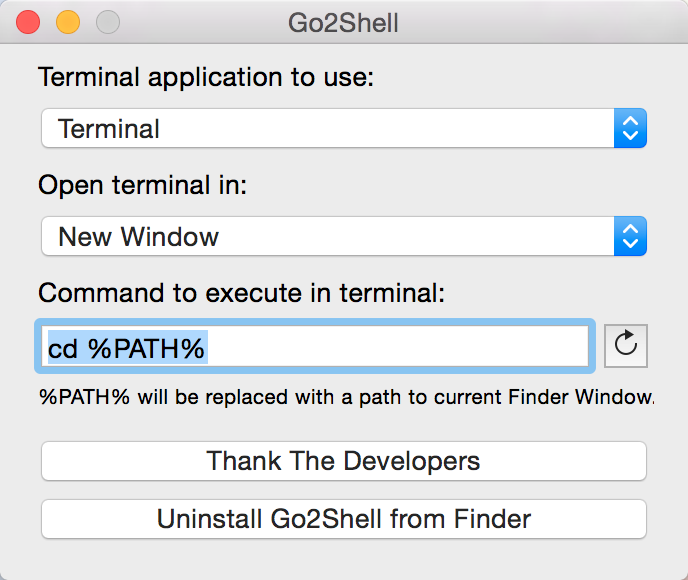 Go2Shell
Terminal application to use:
Terminal
Open terminal in:
New Window
Command to execute in terminal:
cd %PATH%
%PATH% will be replaced with a path to current Finder Window.
Thank The Developers
Uninstall Go2Shell from Finder